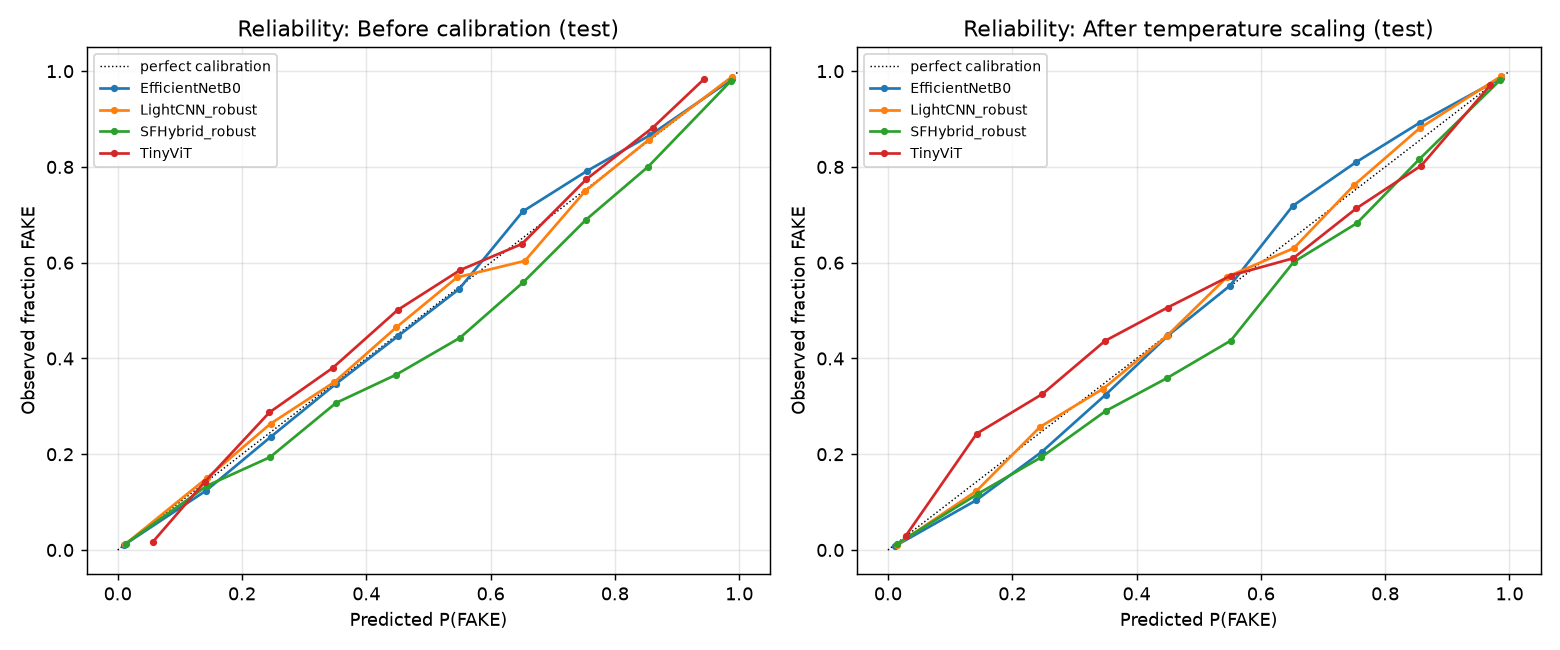 Reliability: Before calibration (test)
perfect calibration
EfficientNetB0
LightCNN_robust
SFHybrid_robust
TinyViT
1.0
0.8
0.6
0.4
0.2
0.0
Observed fraction FAKE
0.0 0.2 0.4 0.6 0.8 1.0
Predicted P(FAKE)
Reliability: After temperature scaling (test)
perfect calibration
EfficientNetB0
LightCNN_robust
SFHybrid_robust
TinyViT
1.0
0.8
0.6
0.4
0.2
0.0
Observed fraction FAKE
0.0 0.2 0.4 0.6 0.8 1.0
Predicted P(FAKE)